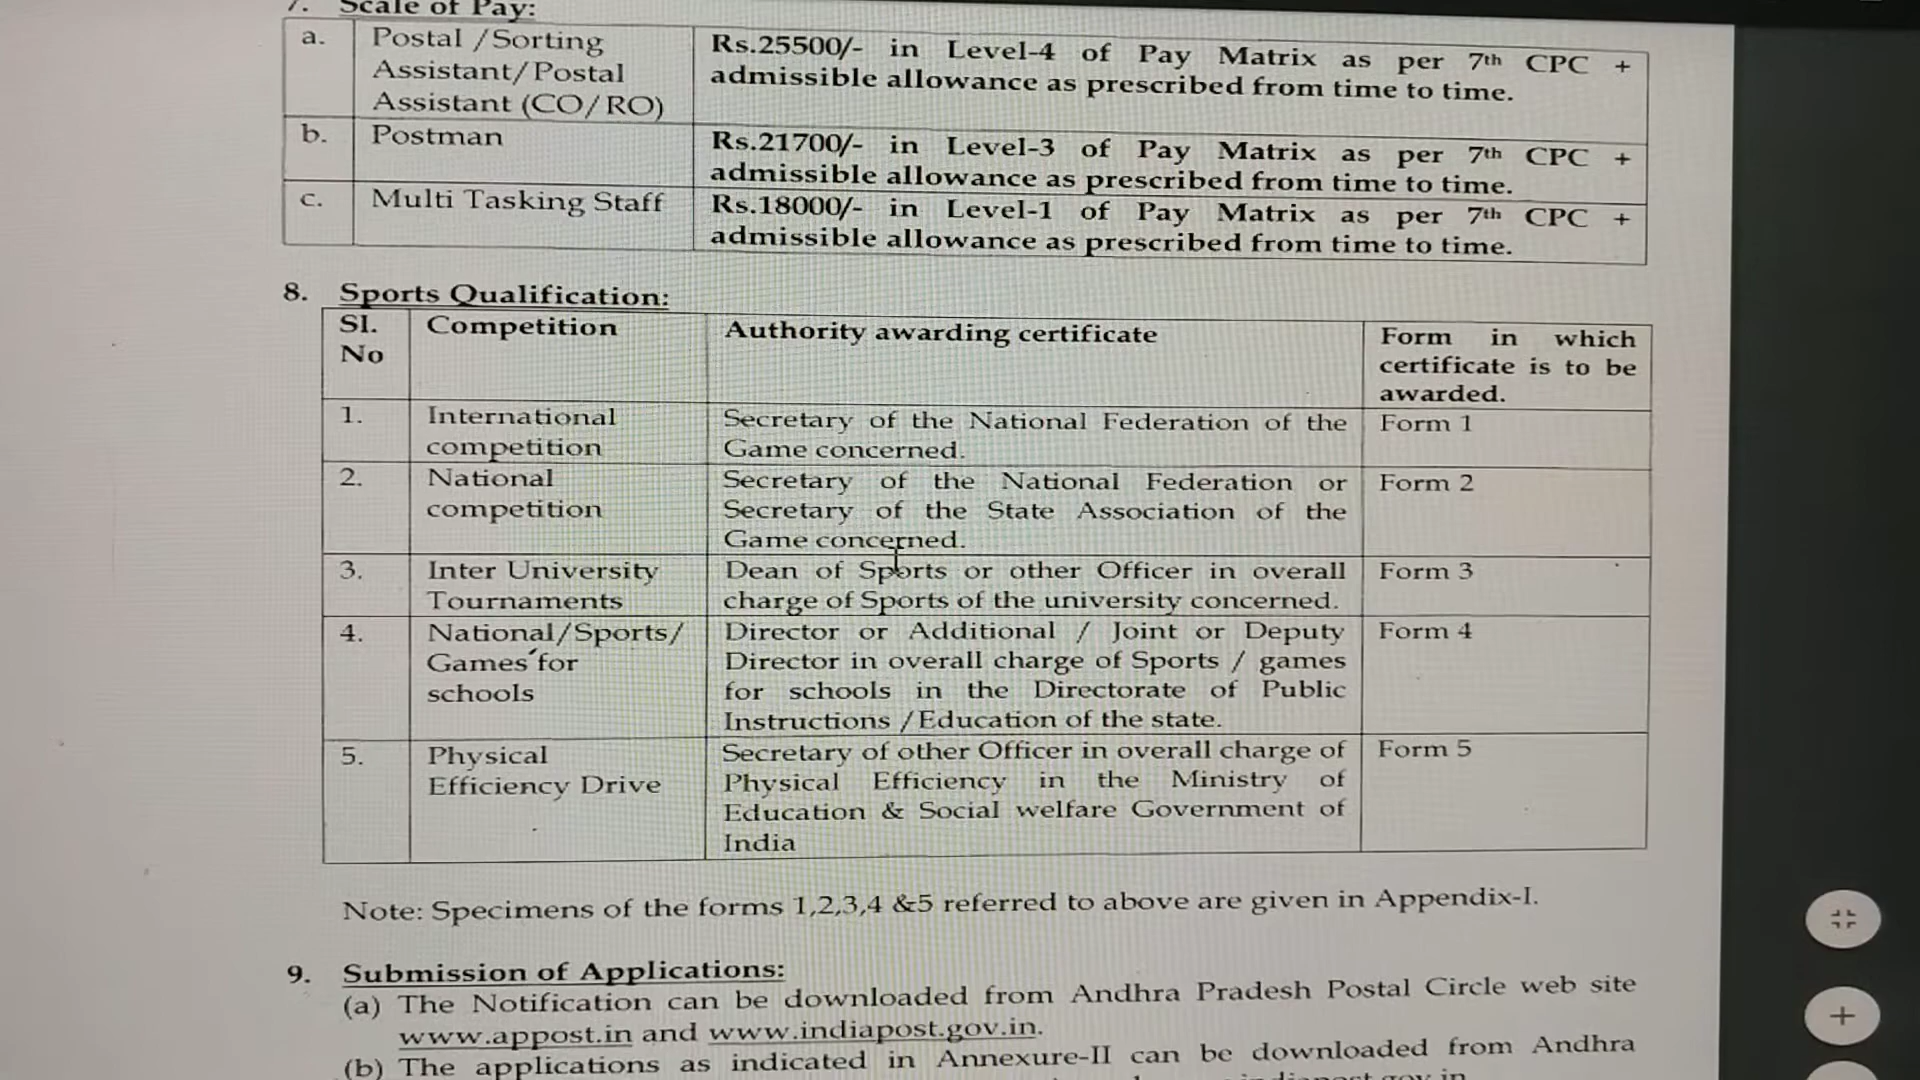 7. Scale of Pay:
a. Postal /Sorting Assistant/Postal Assistant (CO/RO) Rs.25500/- in Level-4 of Pay Matrix as per 7th CPC + admissible allowance as prescribed from time to time.
b. Postman Rs.21700/- in Level-3 of Pay Matrix as per 7th CPC + admissible allowance as prescribed from time to time.
c. Multi Tasking Staff Rs.18000/- in Level-1 of Pay Matrix as per 7th CPC + admissible allowance as prescribed from time to time.
8. Sports Qualification:
Sl. No Competition Authority awarding certificate Form in which certificate is to be awarded.
1. International competition Secretary of the National Federation of the Game concerned. Form 1
2. National competition Secretary of the National Federation or Secretary of the State Association of the Game concerned. Form 2
3. Inter University Tournaments Dean of Sports or other Officer in overall charge of Sports of the university concerned. Form 3
4. National/Sports/ Games for schools Director or Additional / Joint or Deputy Director in overall charge of Sports / games for schools in the Directorate of Public Instructions /Education of the state. Form 4
5. Physical Efficiency Drive Secretary of other Officer in overall charge of Physical Efficiency in the Ministry of Education & Social welfare Government of India Form 5
Note: Specimens of the forms 1,2,3,4 &5 referred to above are given in Appendix-I.
9. Submission of Applications:
(a) The Notification can be downloaded from Andhra Pradesh Postal Circle web site
www.appost.in and www.indiapost.gov.in.
(b) The applications as indicated in Annexure-II can be downloaded from Andhra